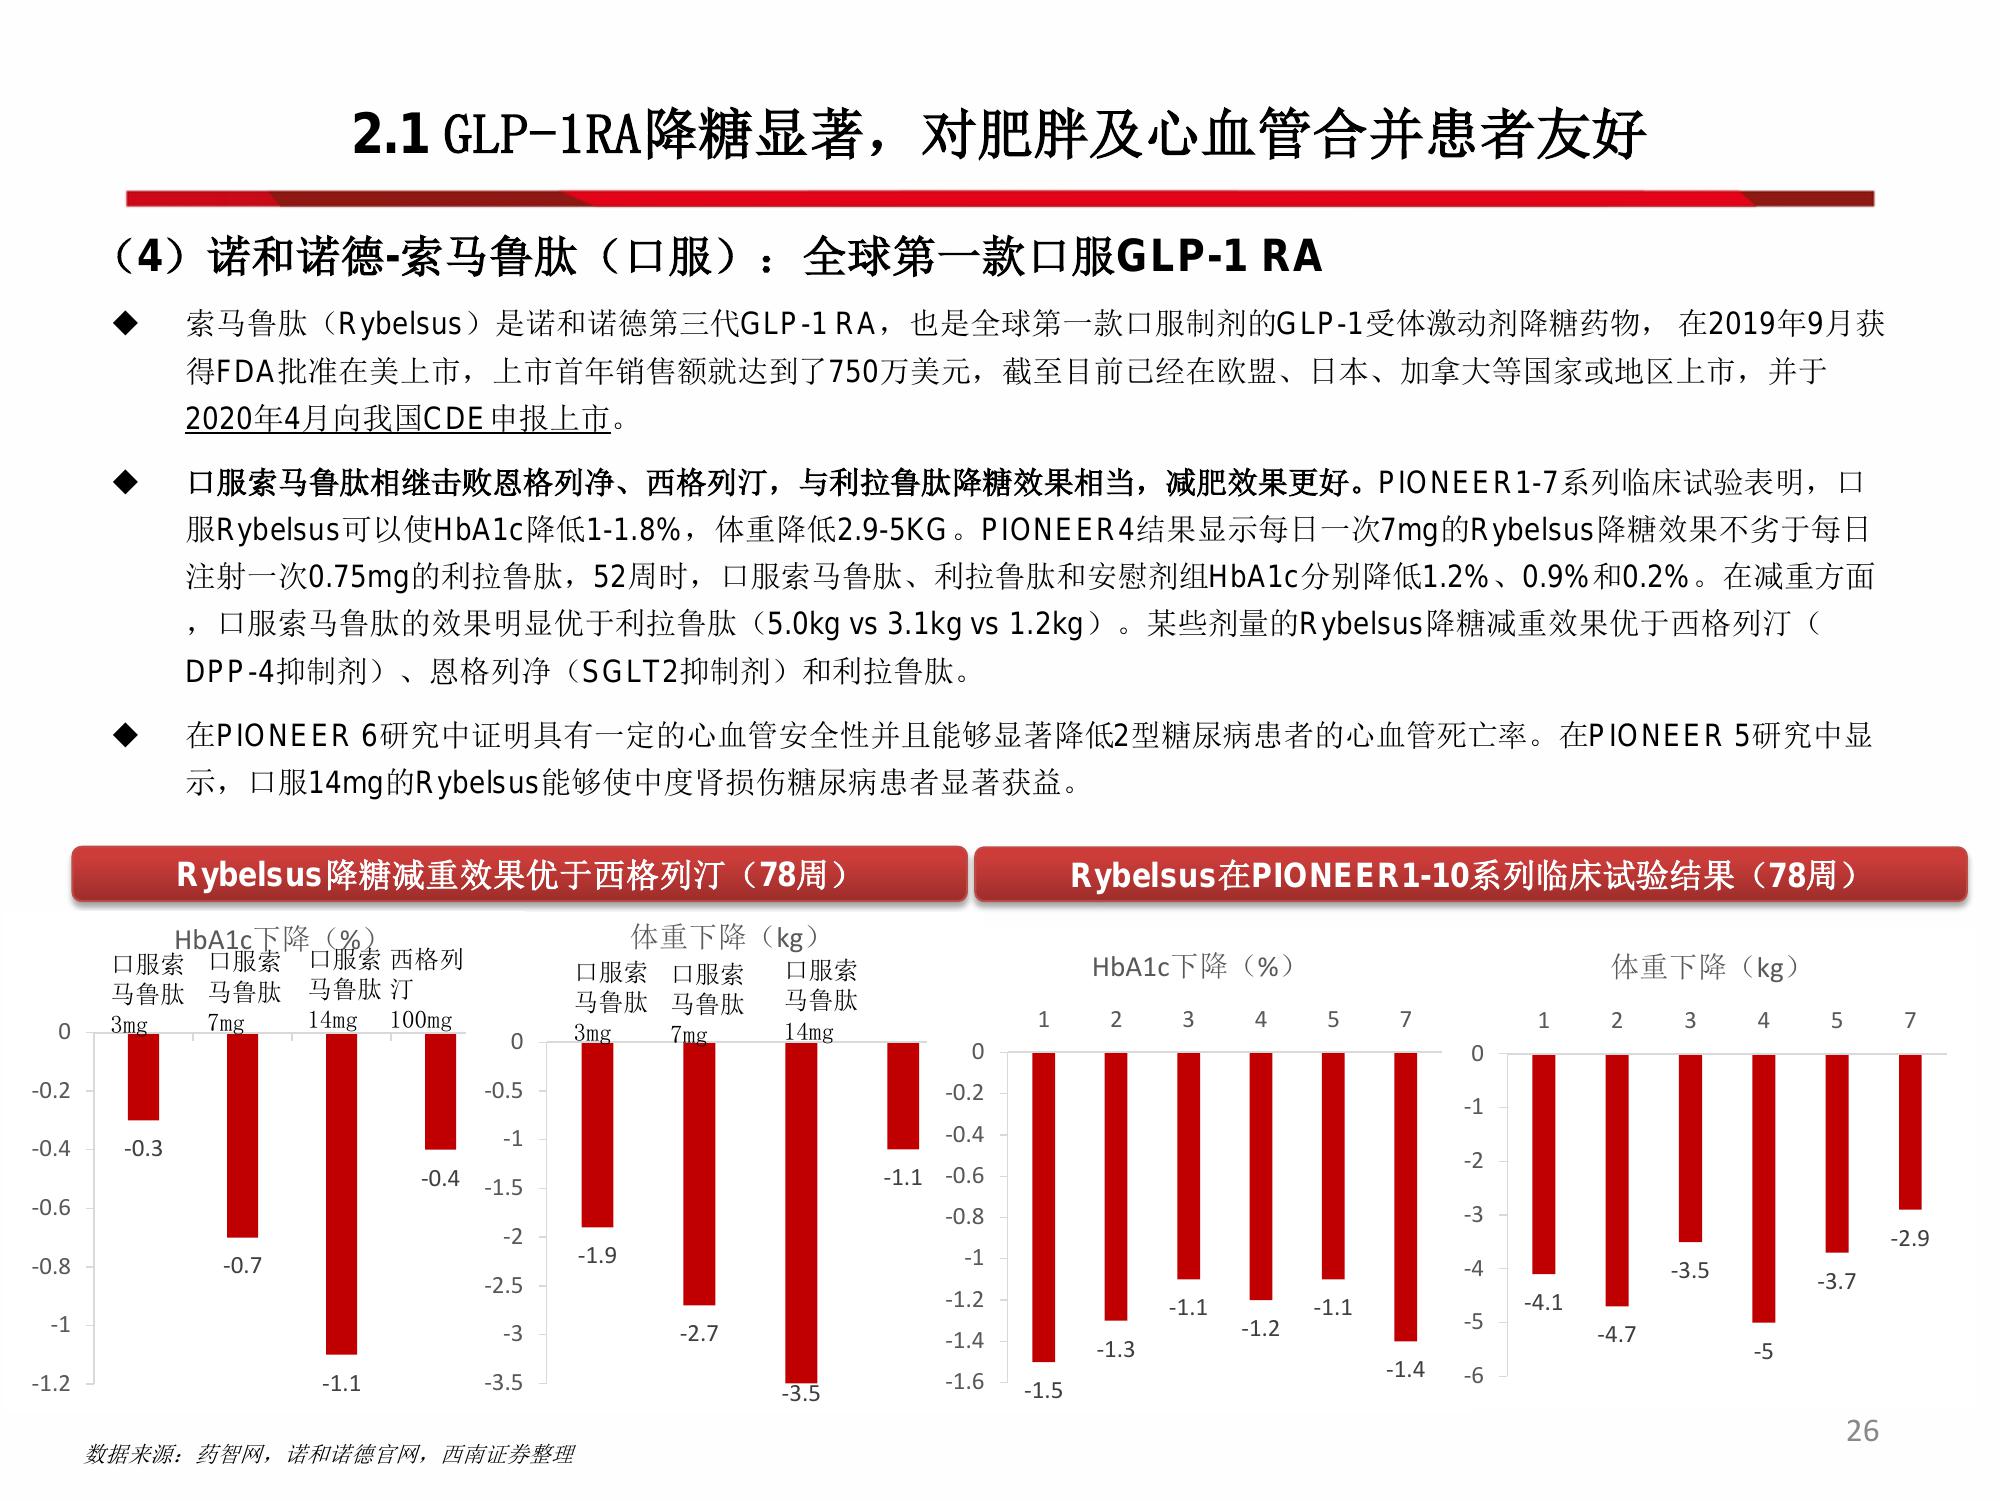 2.1 GLP-1RA降糖显著，对肥胖及心血管合并患者友好
（4）诺和诺德-索马鲁肽（口服）：全球第一款口服GLP-1 RA
◆ 索马鲁肽（Rybelsus）是诺和诺德第三代GLP-1 RA，也是全球第一款口服制剂的GLP-1受体激动剂降糖药物， 在2019年9月获
得FDA批准在美上市，上市首年销售额就达到了750万美元，截至目前已经在欧盟、日本、加拿大等国家或地区上市，并于
2020年4月向我国CDE申报上市。
◆ 口服索马鲁肽相继击败恩格列净、西格列汀，与利拉鲁肽降糖效果相当，减肥效果更好。PIONEER1-7系列临床试验表明，口
服Rybelsus可以使HbA1c降低1-1.8%，体重降低2.9-5KG。PIONEER4结果显示每日一次7mg的Rybelsus降糖效果不劣于每日
注射一次0.75mg的利拉鲁肽，52周时，口服索马鲁肽、利拉鲁肽和安慰剂组HbA1c分别降低1.2%、0.9%和0.2%。在减重方面
，口服索马鲁肽的效果明显优于利拉鲁肽（5.0kg vs 3.1kg vs 1.2kg）。某些剂量的Rybelsus降糖减重效果优于西格列汀（
DPP-4抑制剂）、恩格列净（SGLT2抑制剂）和利拉鲁肽。
◆ 在PIONEER 6研究中证明具有一定的心血管安全性并且能够显著降低2型糖尿病患者的心血管死亡率。在PIONEER 5研究中显
示，口服14mg的Rybelsus能够使中度肾损伤糖尿病患者显著获益。
Rybelsus降糖减重效果优于西格列汀（78周）
HbA1c下降（%）
口服索 口服索 口服索 西格列
马鲁肽 马鲁肽 马鲁肽 汀
3mg 7mg 14mg 100mg
0
-0.2
-0.4
-0.6
-0.8
-1
-1.2
-0.3
-0.7
-1.1
-0.4
体重下降（kg）
口服索 口服索 口服索
马鲁肽 马鲁肽 马鲁肽
3mg 7mg 14mg
0
-0.5
-1
-1.5
-2
-2.5
-3
-3.5
-1.9
-2.7
-3.5
-1.1
Rybelsus在PIONEER1-10系列临床试验结果（78周）
HbA1c下降（%）
1 2 3 4 5 7
0
-0.2
-0.4
-0.6
-0.8
-1
-1.2
-1.4
-1.6
-1.5
-1.3
-1.1
-1.2
-1.1
-1.4
体重下降（kg）
1 2 3 4 5 7
0
-1
-2
-3
-4
-5
-6
-4.1
-4.7
-3.5
-5
-3.7
-2.9
数据来源：药智网，诺和诺德官网，西南证券整理
26